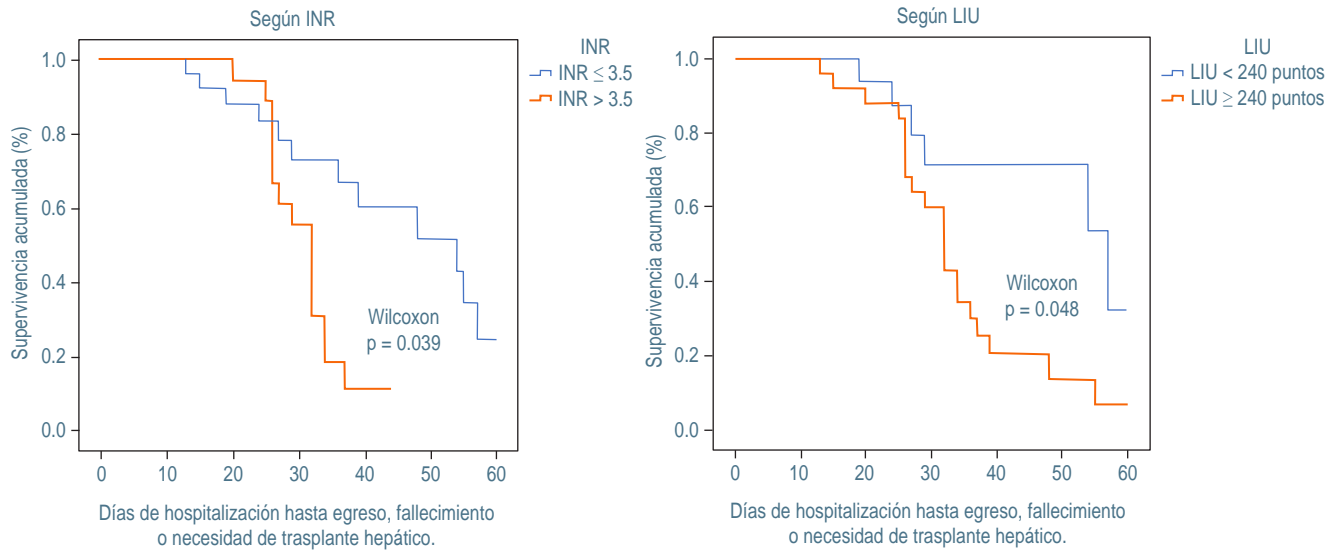 Según INR
Supervivencia acumulada (%)
1.0
0.8
0.6
0.4
0.2
0.0
0 10 20 30 40 50 60
Wilcoxon
p = 0.039
INR
INR ≤ 3.5
INR > 3.5
Días de hospitalización hasta egreso, fallecimiento
o necesidad de trasplante hepático.
Según LIU
Supervivencia acumulada (%)
1.0
0.8
0.6
0.4
0.2
0.0
0 10 20 30 40 50 60
Wilcoxon
p = 0.048
LIU
LIU < 240 puntos
LIU ≥ 240 puntos
Días de hospitalización hasta egreso, fallecimiento
o necesidad de trasplante hepático.